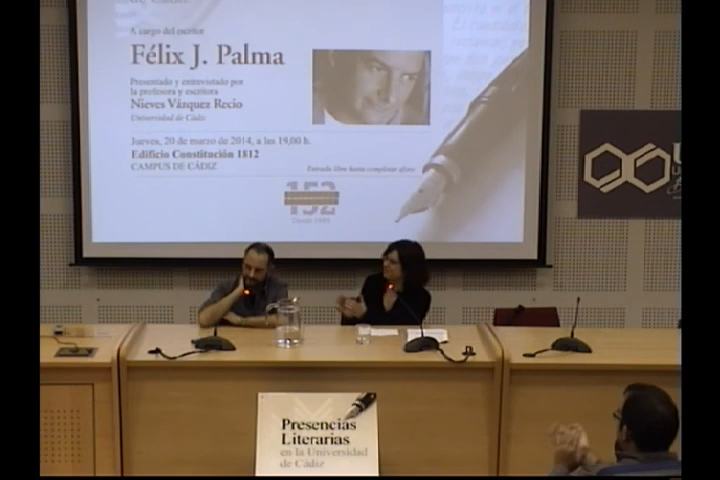 A cargo del escritor
Félix J. Palma
Presentado y entrevistado por
la profesora y escritora
Nieves Vázquez Recio
Universidad de Cádiz
Jueves, 20 de marzo de 2014, a las 19,00 h.
Edificio Constitución 1812
CAMPUS DE CÁDIZ
Entrada libre hasta completar aforo
152
Presencias
Literarias
en la Universidad
de Cádiz